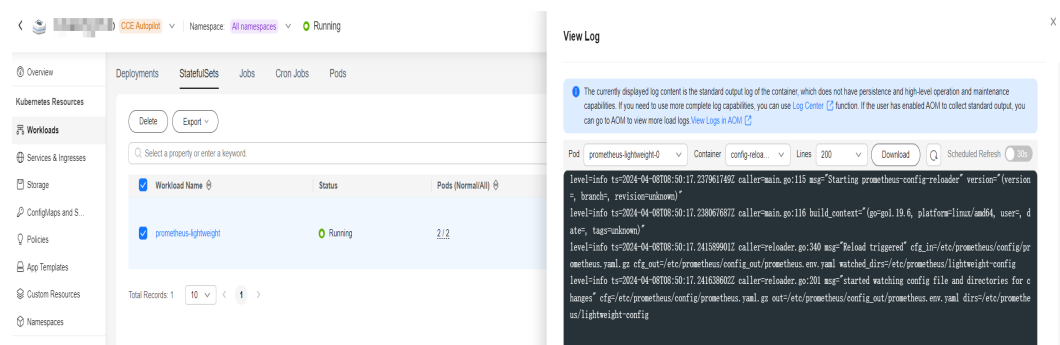 CCE Autopilot
Namespace: All namespaces
Running
Overview
Kubernetes Resources
Workloads
Services & Ingresses
Storage
ConfigMaps and S...
Policies
App Templates
Custom Resources
Namespaces
Deployments StatefulSets Jobs Cron Jobs Pods
Delete Export
Select a property or enter a keyword.
Workload Name Status Pods (Normal/All)
prometheus-lightweight Running 2 / 2
Total Records: 1 10 < 1 >
View Log
X
The currently displayed log content is the standard output log of the container, which does not have persistence and high-level operation and maintenance
capabilities. If you need to use more complete log capabilities, you can use Log Center function. If the user has enabled AOM to collect standard output, you
can go to AOM to view more load logs.View Logs in AOM
Pod prometheus-lightweight-0 Container config-reloa... Lines 200 Download Scheduled Refresh 30s
level=info ts=2024-04-08T08:50:17.237961749Z caller=main.go:115 msg="Starting prometheus-config-reloader" version="(version
=, branch=, revision=unknown)"
level=info ts=2024-04-08T08:50:17.238067687Z caller=main.go:116 build_context="(go=go1.19.6, platform=linux/amd64, user=, d
ate=, tags=unknown)"
level=info ts=2024-04-08T08:50:17.241589901Z caller=reloader.go:340 msg="Reload triggered" cfg_in=/etc/prometheus/config/pr
ometheus.yaml.gz cfg_out=/etc/prometheus/config_out/prometheus.env.yaml watched_dirs=/etc/prometheus/lightweight-config
level=info ts=2024-04-08T08:50:17.241638602Z caller=reloader.go:201 msg="started watching config file and directories for c
hanges" cfg=/etc/prometheus/config/prometheus.yaml.gz out=/etc/prometheus/config_out/prometheus.env.yaml dirs=/etc/promethe
us/lightweight-config